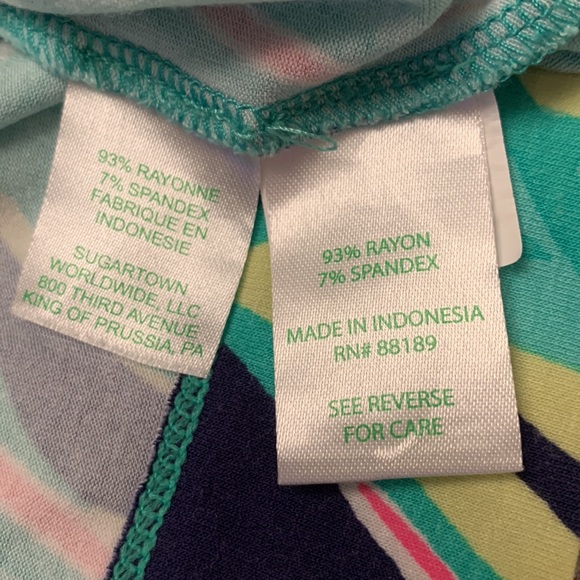 93% RAYONNE
7% SPANDEX
FABRIQUE EN
INDONESIE
SUGARTOWN
WORLDWIDE, LLC
800 THIRD AVENUE
KING OF PRUSSIA, PA
93% RAYON
7% SPANDEX
MADE IN INDONESIA
RN# 88189
SEE REVERSE
FOR CARE